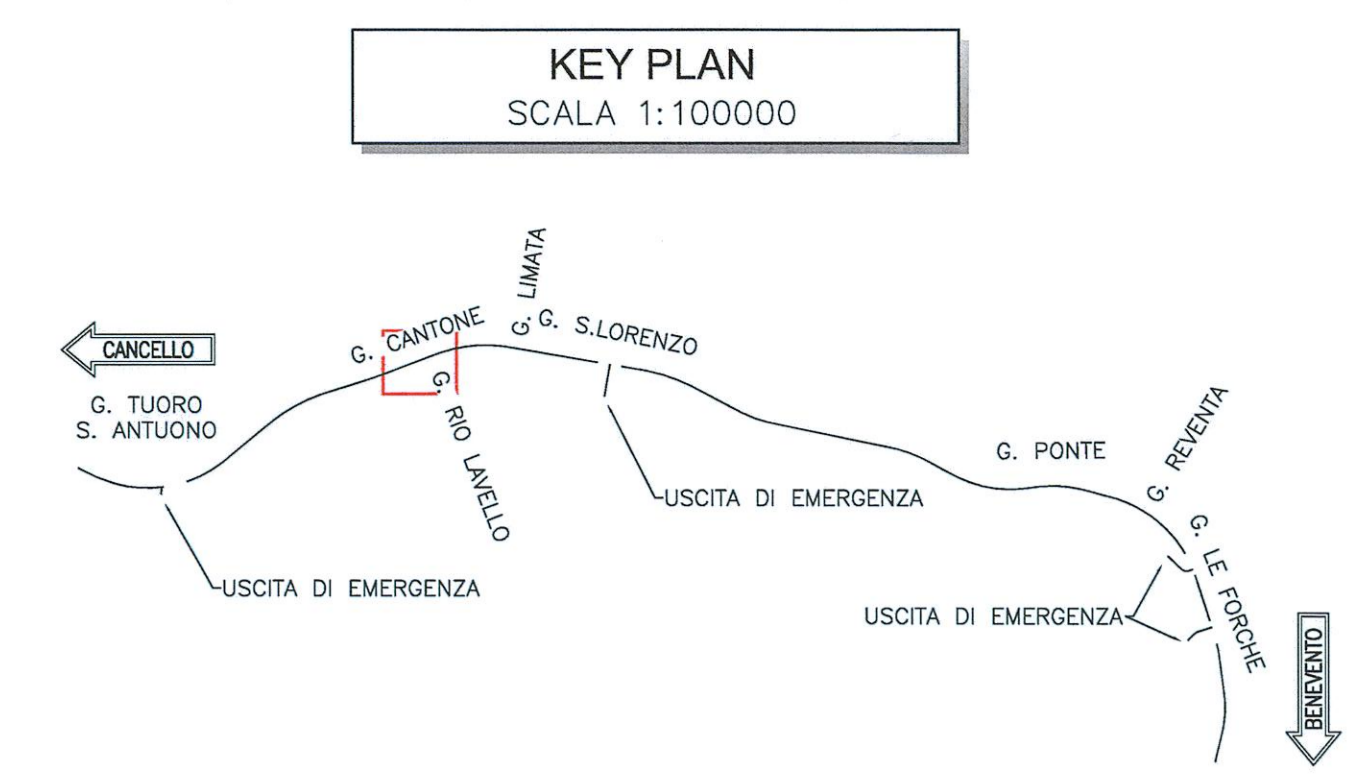 KEY PLAN
SCALA 1:100000
CANCELLO
G. TUORO
S. ANTUONO
G. CANTONE
G. RIO LAVELLO
G. LIMATA
G. S.LORENZO
USCITA DI EMERGENZA
USCITA DI EMERGENZA
G. PONTE
G. REVENTA
G. LE FORCHE
USCITA DI EMERGENZA
BENEVENTO